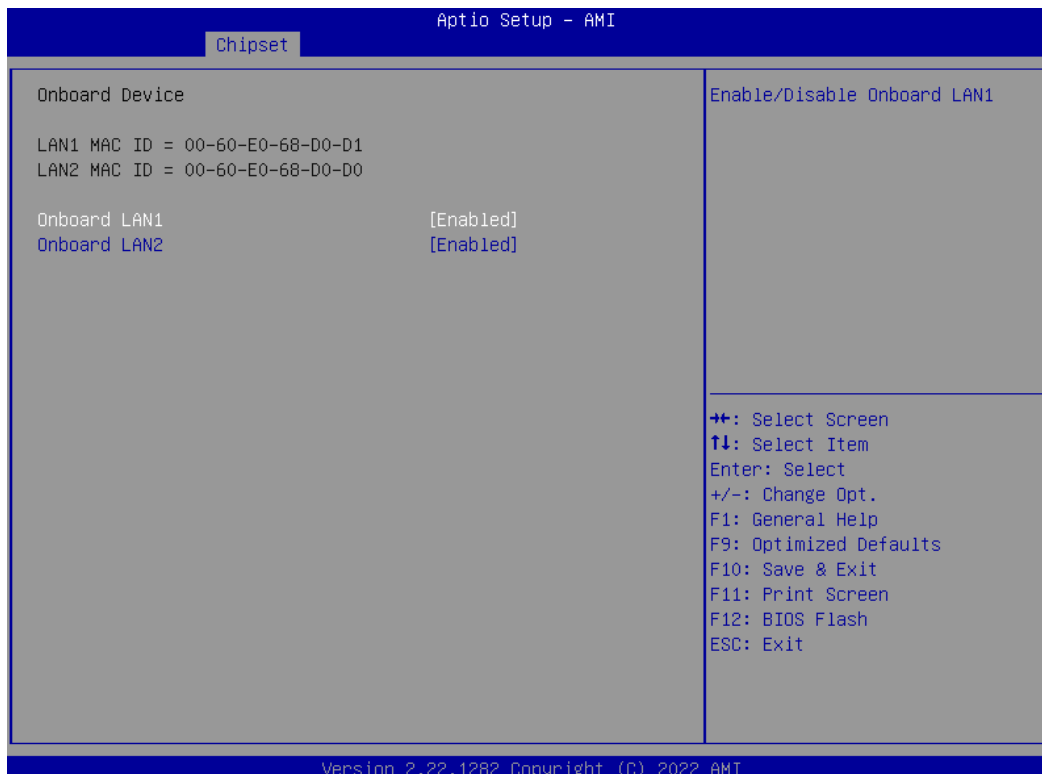 Aptio Setup – AMI
Chipset
Onboard Device
LAN1 MAC ID = 00-60-E0-68-D0-D1
LAN2 MAC ID = 00-60-E0-68-D0-D0
Onboard LAN1 [Enabled]
Onboard LAN2 [Enabled]
Enable/Disable Onboard LAN1
→←: Select Screen
↑↓: Select Item
Enter: Select
+/-: Change Opt.
F1: General Help
F9: Optimized Defaults
F10: Save & Exit
F11: Print Screen
F12: BIOS Flash
ESC: Exit
Version 2.22.1282 Copyright (C) 2022 AMI